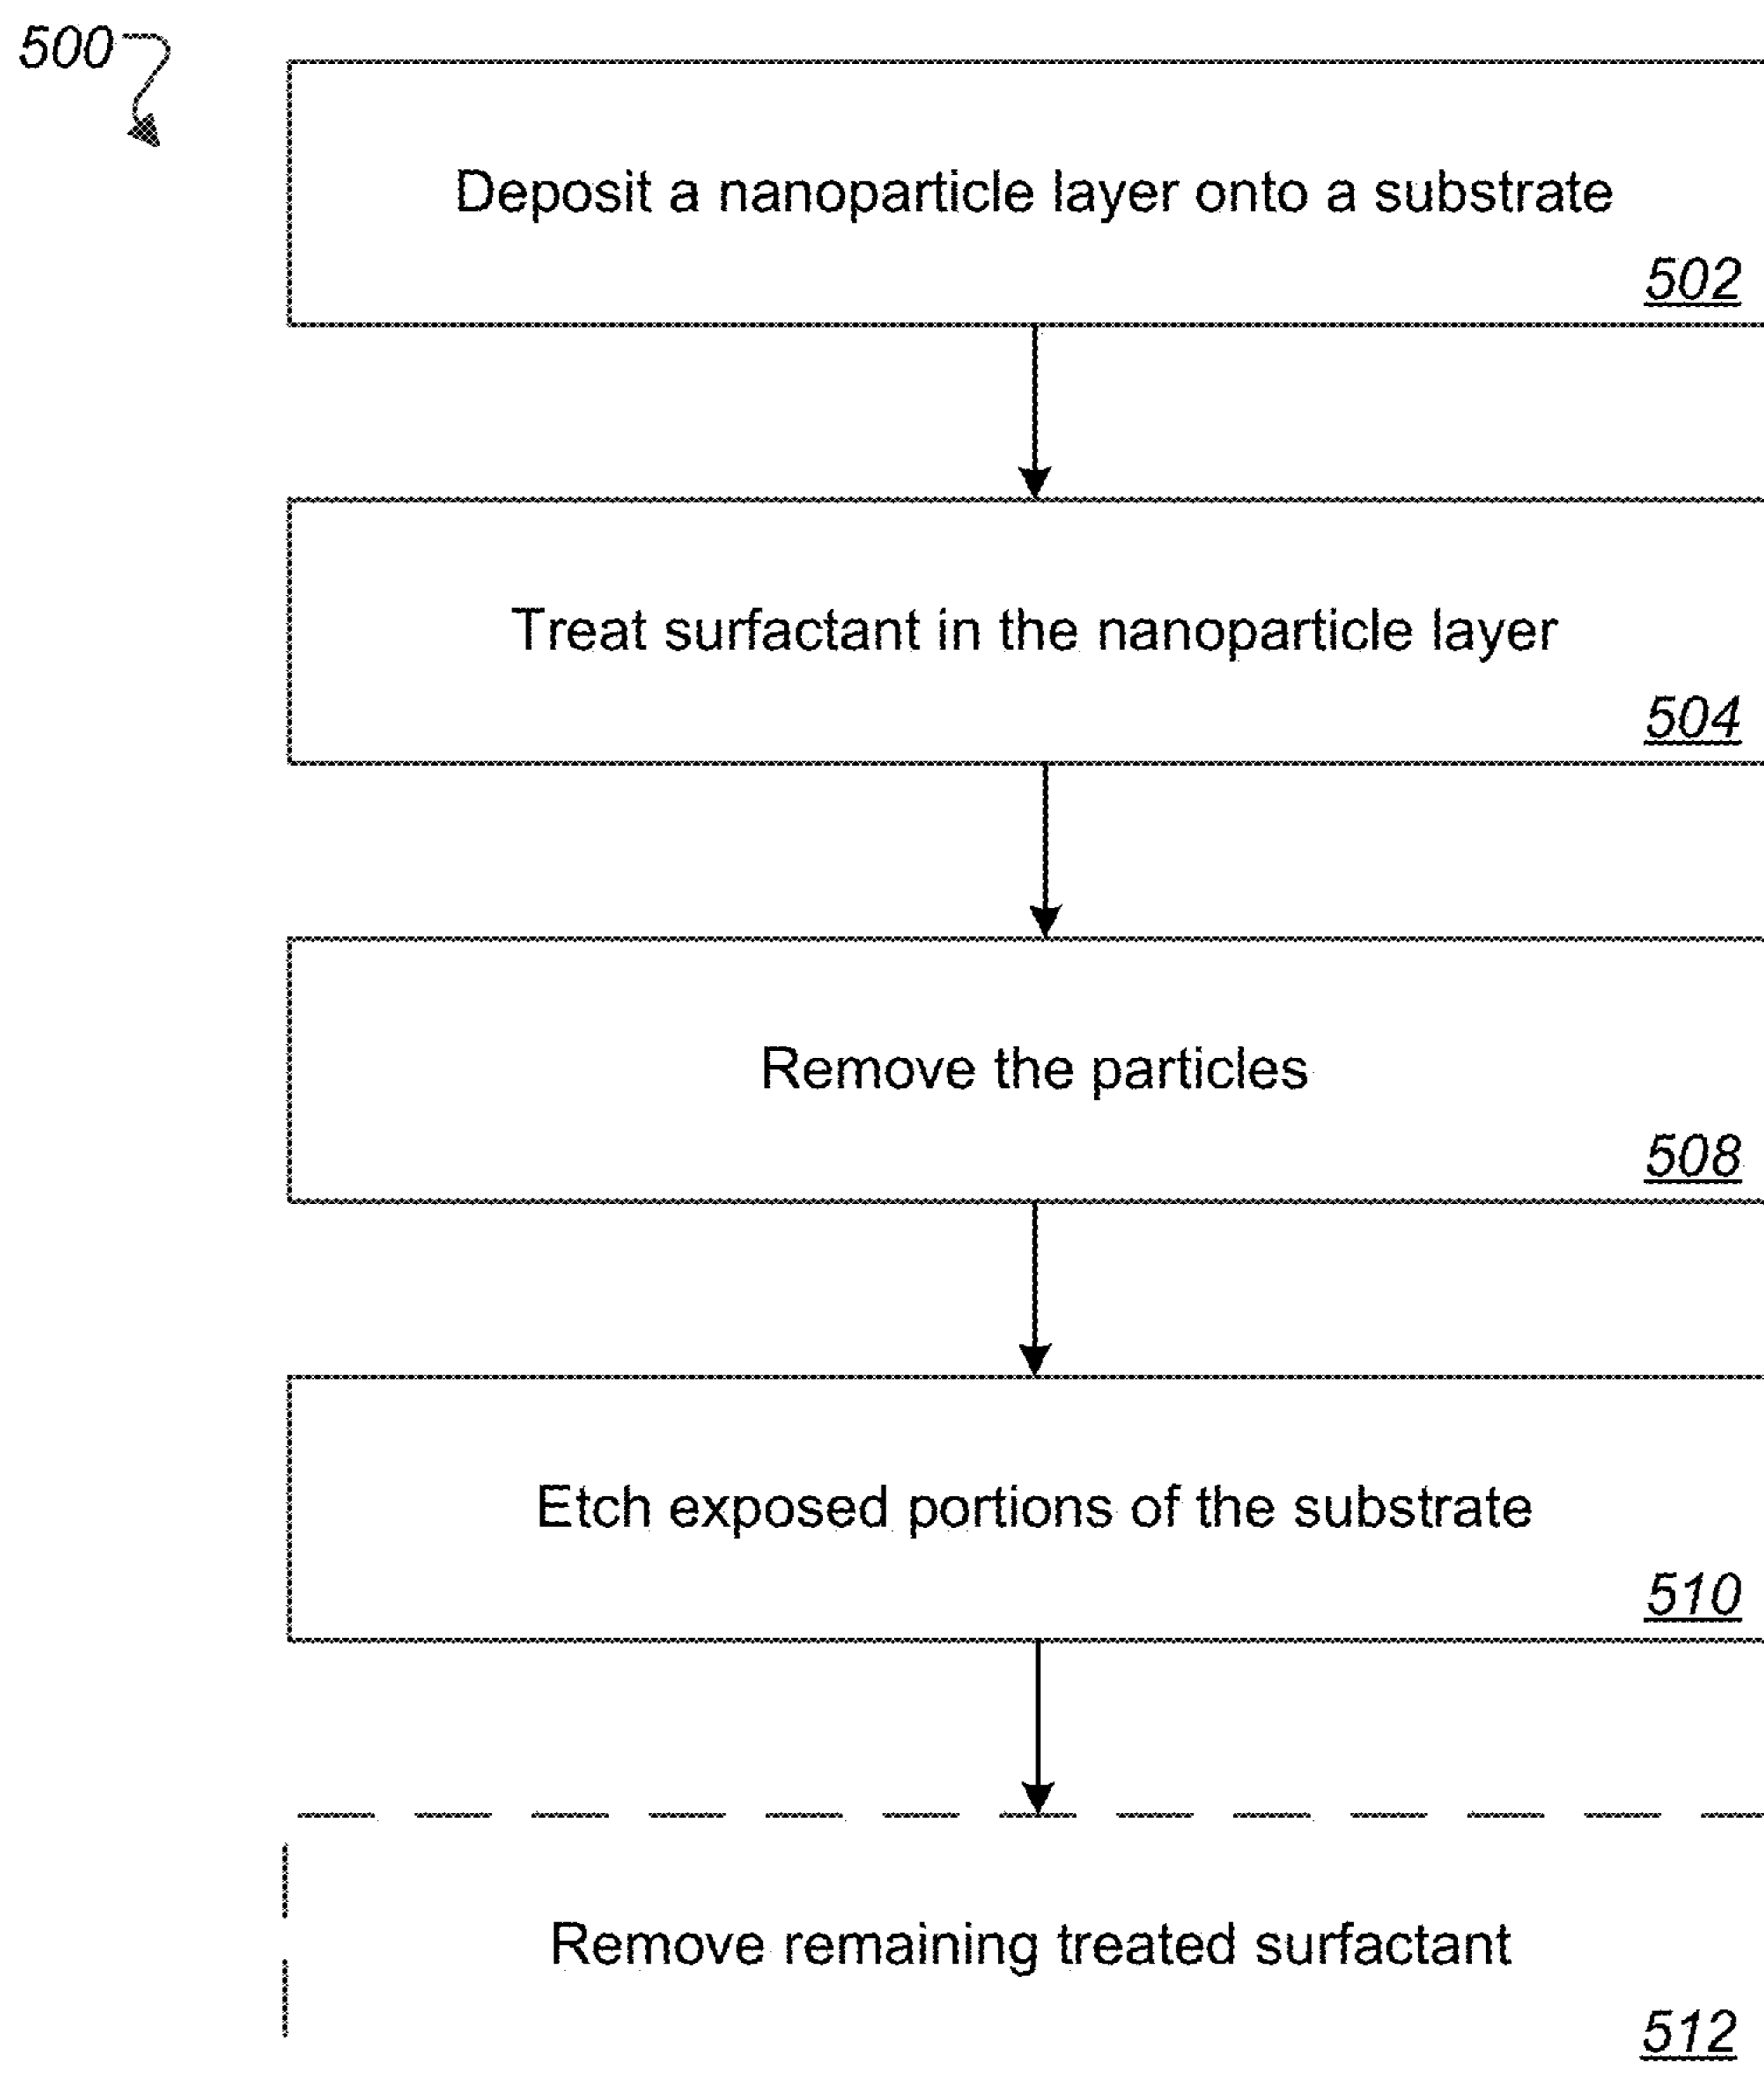 500
Deposit a nanoparticle layer onto a substrate
502
Treat surfactant in the nanoparticle layer
504
Remove the particles
508
Etch exposed portions of the substrate
510
Remove remaining treated surfactant
512